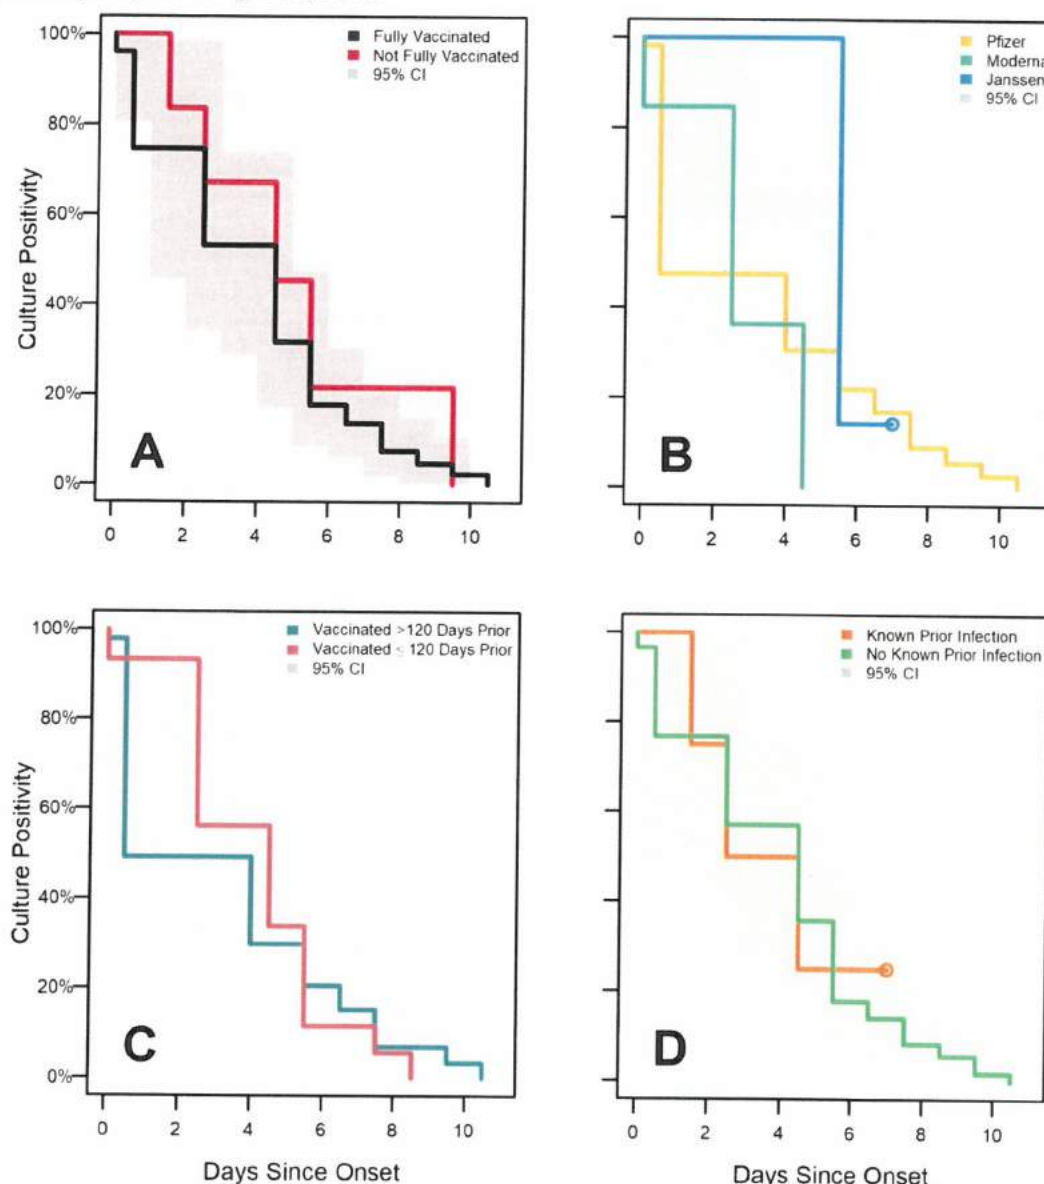 Fully Vaccinated
Not Fully Vaccinated
95% CI
100%
80%
60%
40%
20%
0%
Culture Positivity
A
0 2 4 6 8 10
Pfizer
Moderna
Janssen
95% CI
B
0 2 4 6 8 10
Vaccinated >120 Days Prior
Vaccinated ≤ 120 Days Prior
95% CI
100%
80%
60%
40%
20%
0%
Culture Positivity
C
0 2 4 6 8 10
Days Since Onset
Known Prior Infection
No Known Prior Infection
95% CI
D
0 2 4 6 8 10
Days Since Onset